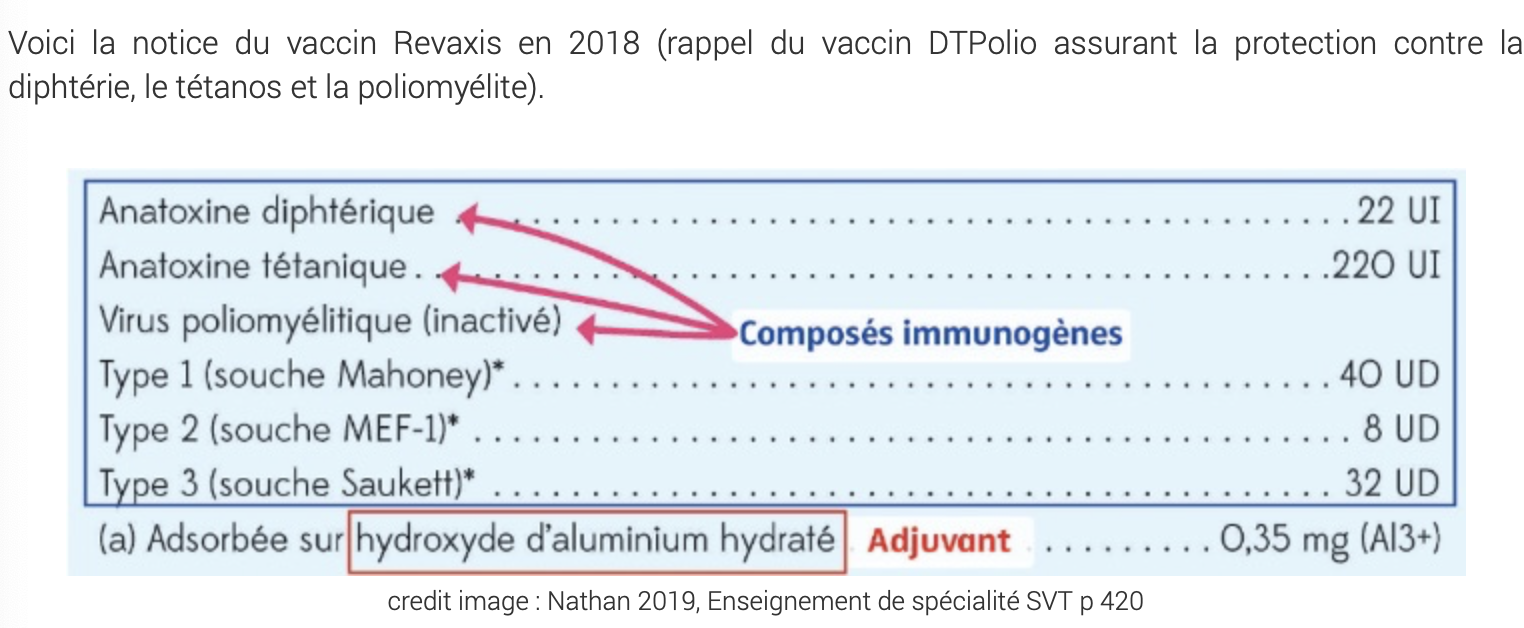 Voici la notice du vaccin Revaxis en 2018 (rappel du vaccin DTPolio assurant la protection contre la
diphtérie, le tétanos et la poliomyélite).
Anatoxine diphtérique . . . . . . . . . . . . . . . . . . . . . . . . . . . . . . . . . . . . . . . . . . . . 22 UI
Anatoxine tétanique . . . . . . . . . . . . . . . . . . . . . . . . . . . . . . . . . . . . . . . . . . . . . 220 UI
Virus poliomyélitique (inactivé)
Composés immunogènes
Type 1 (souche Mahoney)* . . . . . . . . . . . . . . . . . . . . . . . . . . . . . . . . . . . . . . . . . . 40 UD
Type 2 (souche MEF-1)* . . . . . . . . . . . . . . . . . . . . . . . . . . . . . . . . . . . . . . . . . . . . 8 UD
Type 3 (souche Saukett)* . . . . . . . . . . . . . . . . . . . . . . . . . . . . . . . . . . . . . . . . . . . 32 UD
(a) Adsorbée sur hydroxyde d'aluminium hydraté Adjuvant . . . . . . . . . . 0,35 mg (Al3+)
credit image : Nathan 2019, Enseignement de spécialité SVT p 420